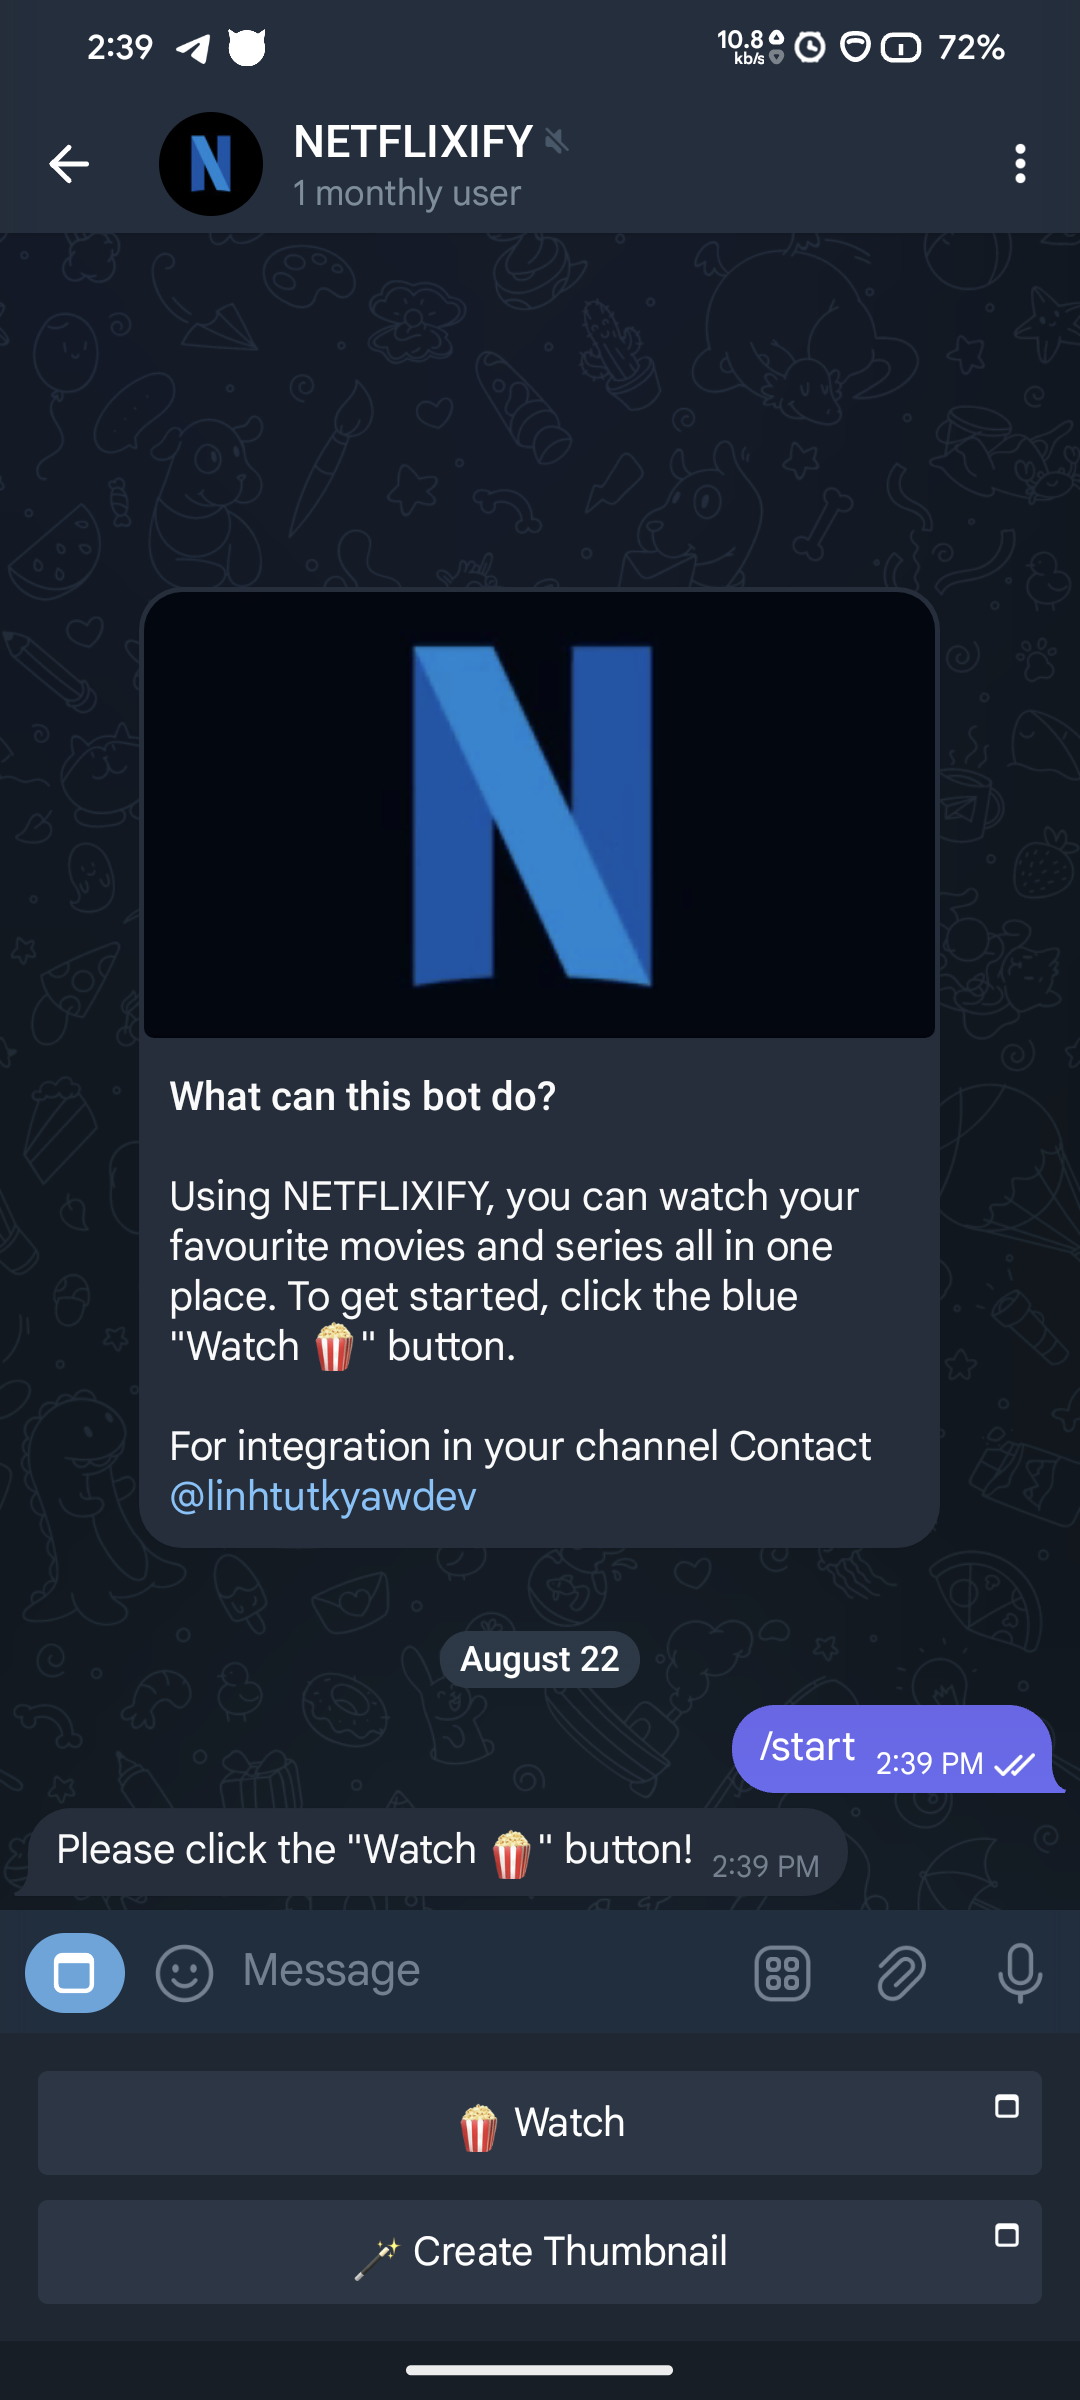 2:39 10.8 kb/s 72%
NETFLIXIFY
1 monthly user
N
What can this bot do?
Using NETFLIXIFY, you can watch your
favourite movies and series all in one
place. To get started, click the blue
"Watch 🍿" button.
For integration in your channel Contact
@linhtutkyawdev
August 22
/start 2:39 PM
Please click the "Watch 🍿" button! 2:39 PM
Message
🍿 Watch
🪄 Create Thumbnail